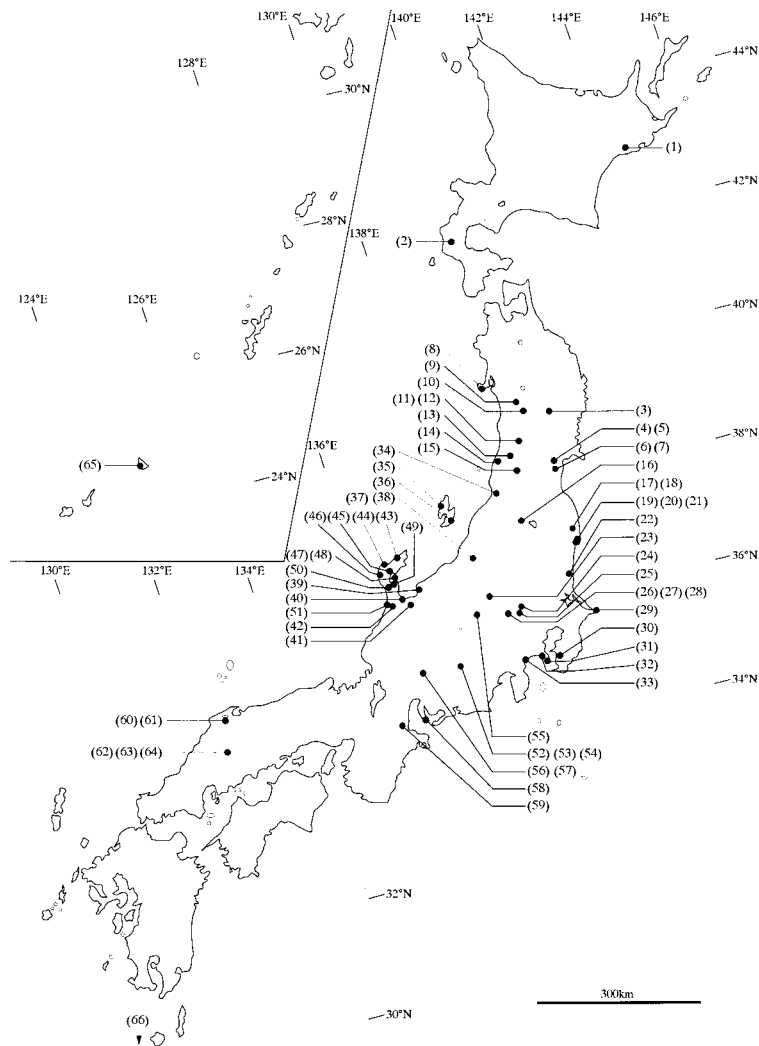 130°E
140°E
142°E
144°E
146°E
44°N
128°E
30°N
(1)
42°N
28°N
138°E
(2)
124°E
126°E
40°N
26°N
(8)
(9)
(10)
(3)
(11) (12)
(13)
(4) (5)
38°N
(14)
(6) (7)
(15)
(34)
136°E
(65)
(16)
(35)
24°N
(36)
(17) (18)
(37) (38)
(19) (20) (21)
(46) (45) (44) (43)
(49)
(22)
(23)
(47) (48)
(24)
36°N
(50)
130°E
132°E
134°E
(25)
(39)
(26) (27) (28)
(40)
(29)
(51)
(42)
(30)
(41)
(31)
(32)
(33)
34°N
(60) (61)
(55)
(62) (63) (64)
(52) (53) (54)
(56) (57)
(58)
(59)
32°N
300km
30°N
(66)